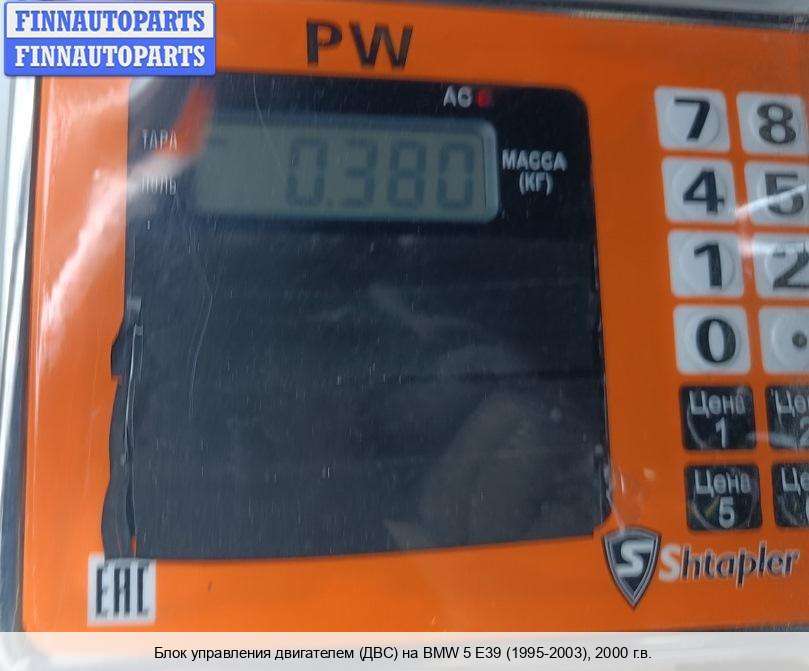 FINNAUTOPARTS
FINNAUTOPARTS
PW
AC
ТАРА
НОЛЬ
0.380
МАССА
(КГ)
7 8
4 5
1 2
0 .
Цена
1
Цена
5
Shtapler
EAC
Блок управления двигателем (ДВС) на BMW 5 E39 (1995-2003), 2000 г.в.